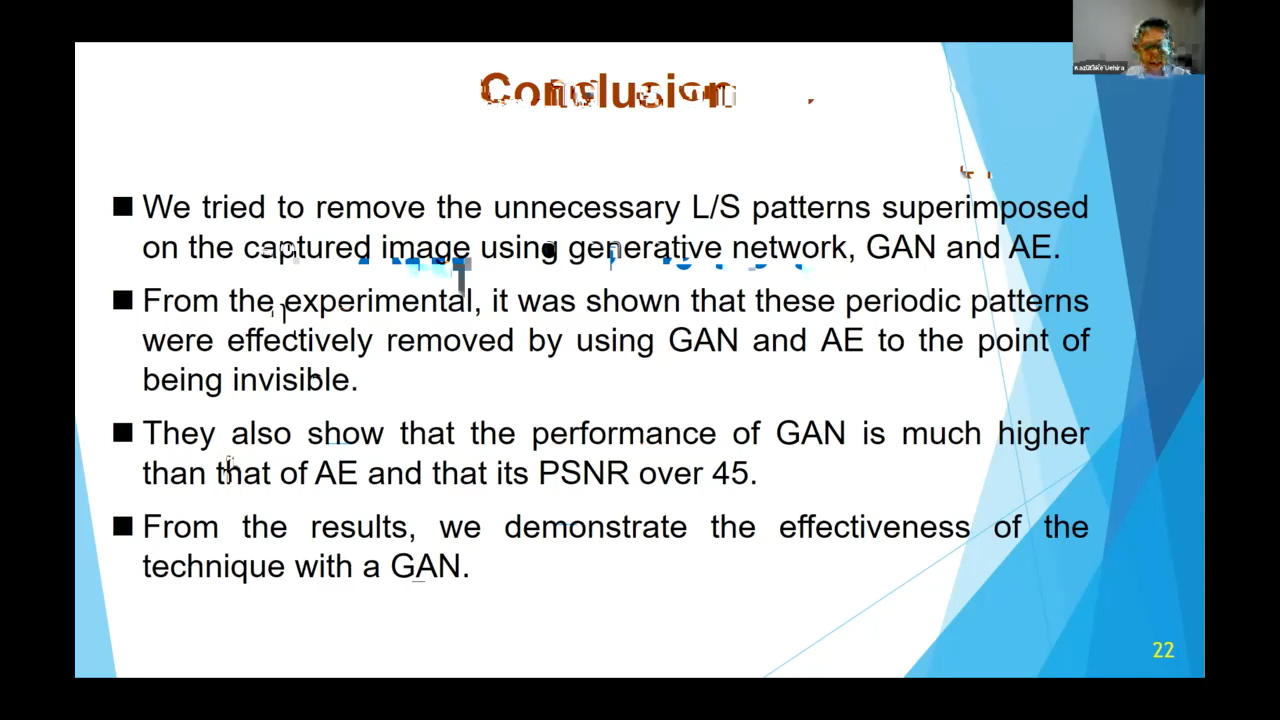 Kazutake Uehira
Conclusion
■ We tried to remove the unnecessary L/S patterns superimposed
on the captured image using generative network, GAN and AE.
■ From the experimental, it was shown that these periodic patterns
were effectively removed by using GAN and AE to the point of
being invisible.
■ They also show that the performance of GAN is much higher
than that of AE and that its PSNR over 45.
■ From the results, we demonstrate the effectiveness of the
technique with a GAN.
22